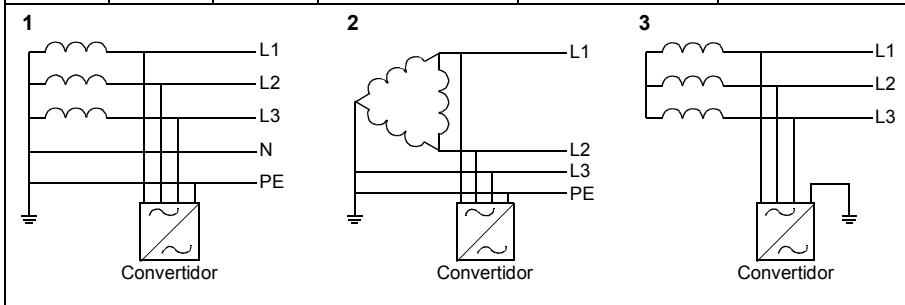 1
L1
L2
L3
N
PE
Convertidor
2
L1
L2
L3
PE
Convertidor
3
L1
L2
L3
Convertidor